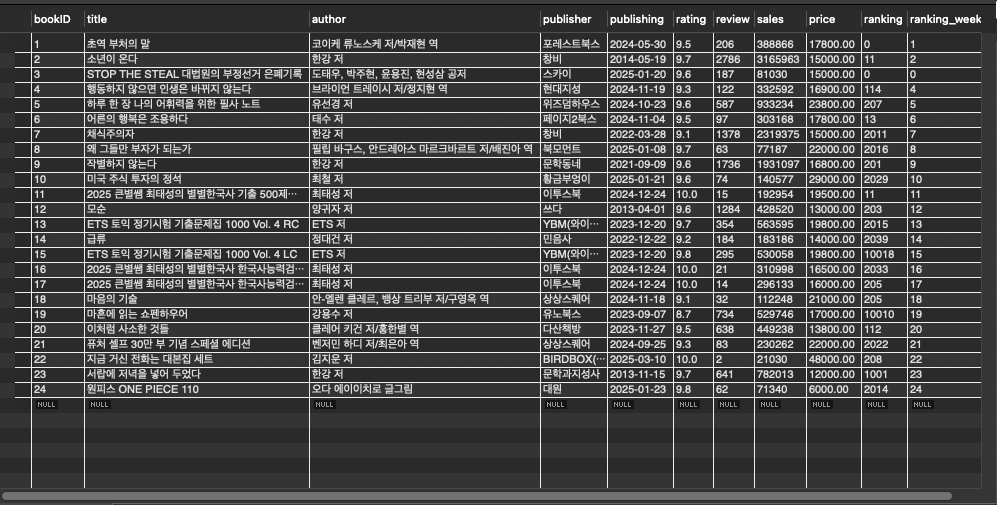 bookID title author publisher publishing rating review sales price ranking ranking_week
1 초역 부처의 말 코이케 류노스케 저/박재현 역 포레스트북스 2024-05-30 9.5 206 388866 17800.00 0 1
2 소년이 온다 한강 저 창비 2014-05-19 9.7 2786 3165963 15000.00 11 2
3 STOP THE STEAL 대법원의 부정선거 은폐기록 도태우, 박주현, 윤용진, 현성삼 공저 스카이 2025-01-20 9.6 187 81030 15000.00 0 0
4 행동하지 않으면 인생은 바뀌지 않는다 브라이언 트레이시 저/정지현 역 현대지성 2024-11-19 9.3 122 332592 16900.00 114 4
5 하루 한 장 나의 어휘력을 위한 필사 노트 유선경 저 위즈덤하우스 2024-10-23 9.6 587 933234 23800.00 207 5
6 어른의 행복은 조용하다 태수 저 페이지2북스 2024-11-04 9.5 97 303168 17800.00 13 6
7 채식주의자 한강 저 창비 2022-03-28 9.1 1378 2319375 15000.00 2011 7
8 왜 그들만 부자가 되는가 필립 바구스, 안드레아스 마르크바르트 저/배진아 역 북모먼트 2025-01-08 9.7 63 77187 22000.00 2016 8
9 작별하지 않는다 한강 저 문학동네 2021-09-09 9.6 1736 1931097 16800.00 201 9
10 미국 주식 투자의 정석 최철 저 황금부엉이 2025-01-21 9.6 74 140577 29000.00 2029 10
11 2025 큰별쌤 최태성의 별별한국사 기출 500제··· 최태성 저 이투스북 2024-12-24 10.0 15 192954 19500.00 11 11
12 모순 양귀자 저 쓰다 2013-04-01 9.6 1284 428520 13000.00 203 12
13 ETS 토익 정기시험 기출문제집 1000 Vol. 4 RC ETS 저 YBM(와이··· 2023-12-20 9.7 354 563595 19800.00 2015 13
14 급류 정대건 저 민음사 2022-12-22 9.2 184 183186 14000.00 2039 14
15 ETS 토익 정기시험 기출문제집 1000 Vol. 4 LC ETS 저 YBM(와이··· 2023-12-20 9.8 295 530058 19800.00 10018 15
16 2025 큰별쌤 최태성의 별별한국사 한국사능력검··· 최태성 저 이투스북 2024-12-24 10.0 21 310998 16500.00 2033 16
17 2025 큰별쌤 최태성의 별별한국사 한국사능력검··· 최태성 저 이투스북 2024-12-24 10.0 14 296133 16000.00 205 17
18 마음의 기술 안-엘렌 클레르, 뱅상 트리부 저/구영옥 역 상상스퀘어 2024-11-18 9.1 32 112248 21000.00 205 18
19 마흔에 읽는 쇼펜하우어 강용수 저 유노북스 2023-09-07 8.7 734 529746 17000.00 10010 19
20 이처럼 사소한 것들 클레어 키건 저/홍한별 역 다산책방 2023-11-27 9.5 638 449238 13800.00 112 20
21 퓨처 셀프 30만 부 기념 스페셜 에디션 벤저민 하디 저/최은아 역 상상스퀘어 2024-09-25 9.3 83 230262 22000.00 2022 21
22 지금 거신 전화는 대본집 세트 김지운 저 BIRDBOX(··· 2025-03-10 10.0 2 21030 48000.00 208 22
23 서랍에 저녁을 넣어 두었다 한강 저 문학과지성사 2013-11-15 9.7 641 782013 12000.00 1001 23
24 원피스 ONE PIECE 110 오다 에이이치로 글그림 대원 2025-01-23 9.8 62 71340 6000.00 2014 24
NULL NULL NULL NULL NULL NULL NULL NULL NULL NULL NULL